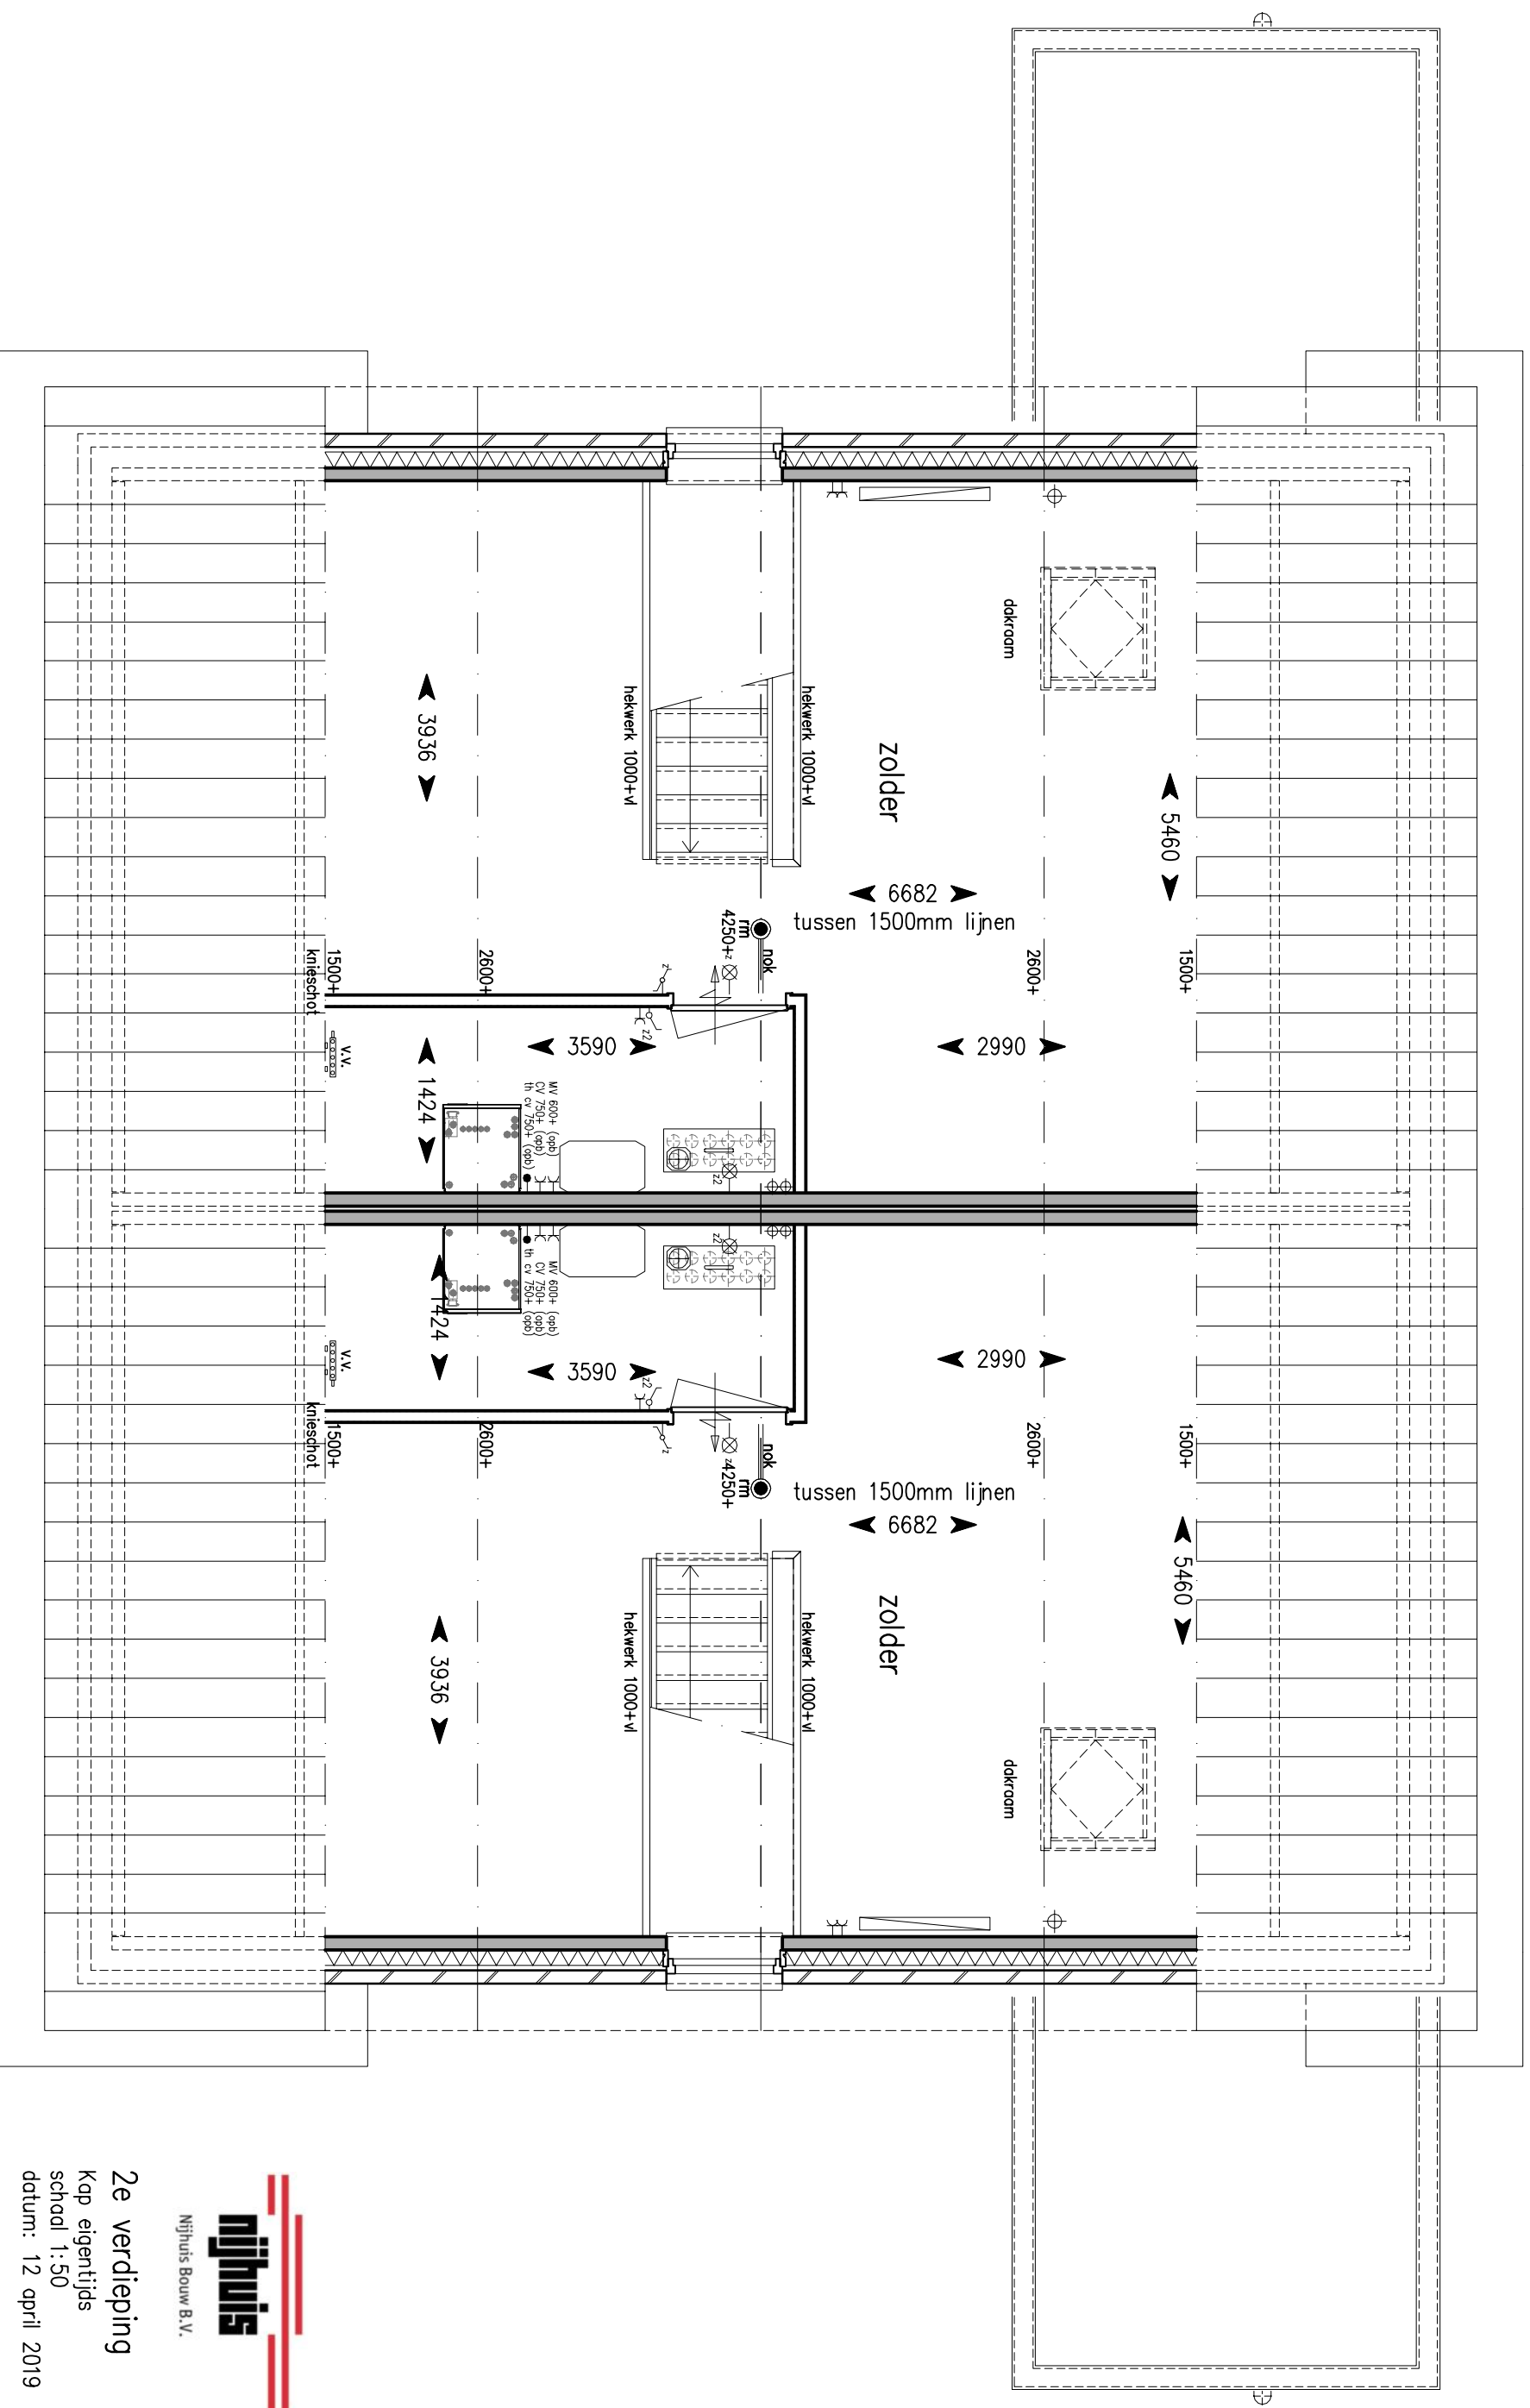 dakraam
zolder
5460
hekwerk 1000+vl
hekwerk 1000+vl
3936
6682
tussen 1500mm lijnen
nok
rm
4250+
z
1500+
2600+
2600+
1500+
knieschot
z
z2
3590
2990
v.v.
1424
MV 600+ (opb)
CV 750+ (opb)
th cv 750+ (opb)
z2
z2
MV 600+ (opb)
CV 750+ (opb)
th cv 750+ (opb)
1424
v.v.
3590
2990
z2
z
1500+
2600+
2600+
1500+
knieschot
nok
rm
z
4250+
tussen 1500mm lijnen
6682
5460
zolder
hekwerk 1000+vl
hekwerk 1000+vl
3936
dakraam
nijhuis
Nijhuis Bouw B.V.
2e verdieping
Kap eigentijds
schaal 1:50
datum: 12 april 2019